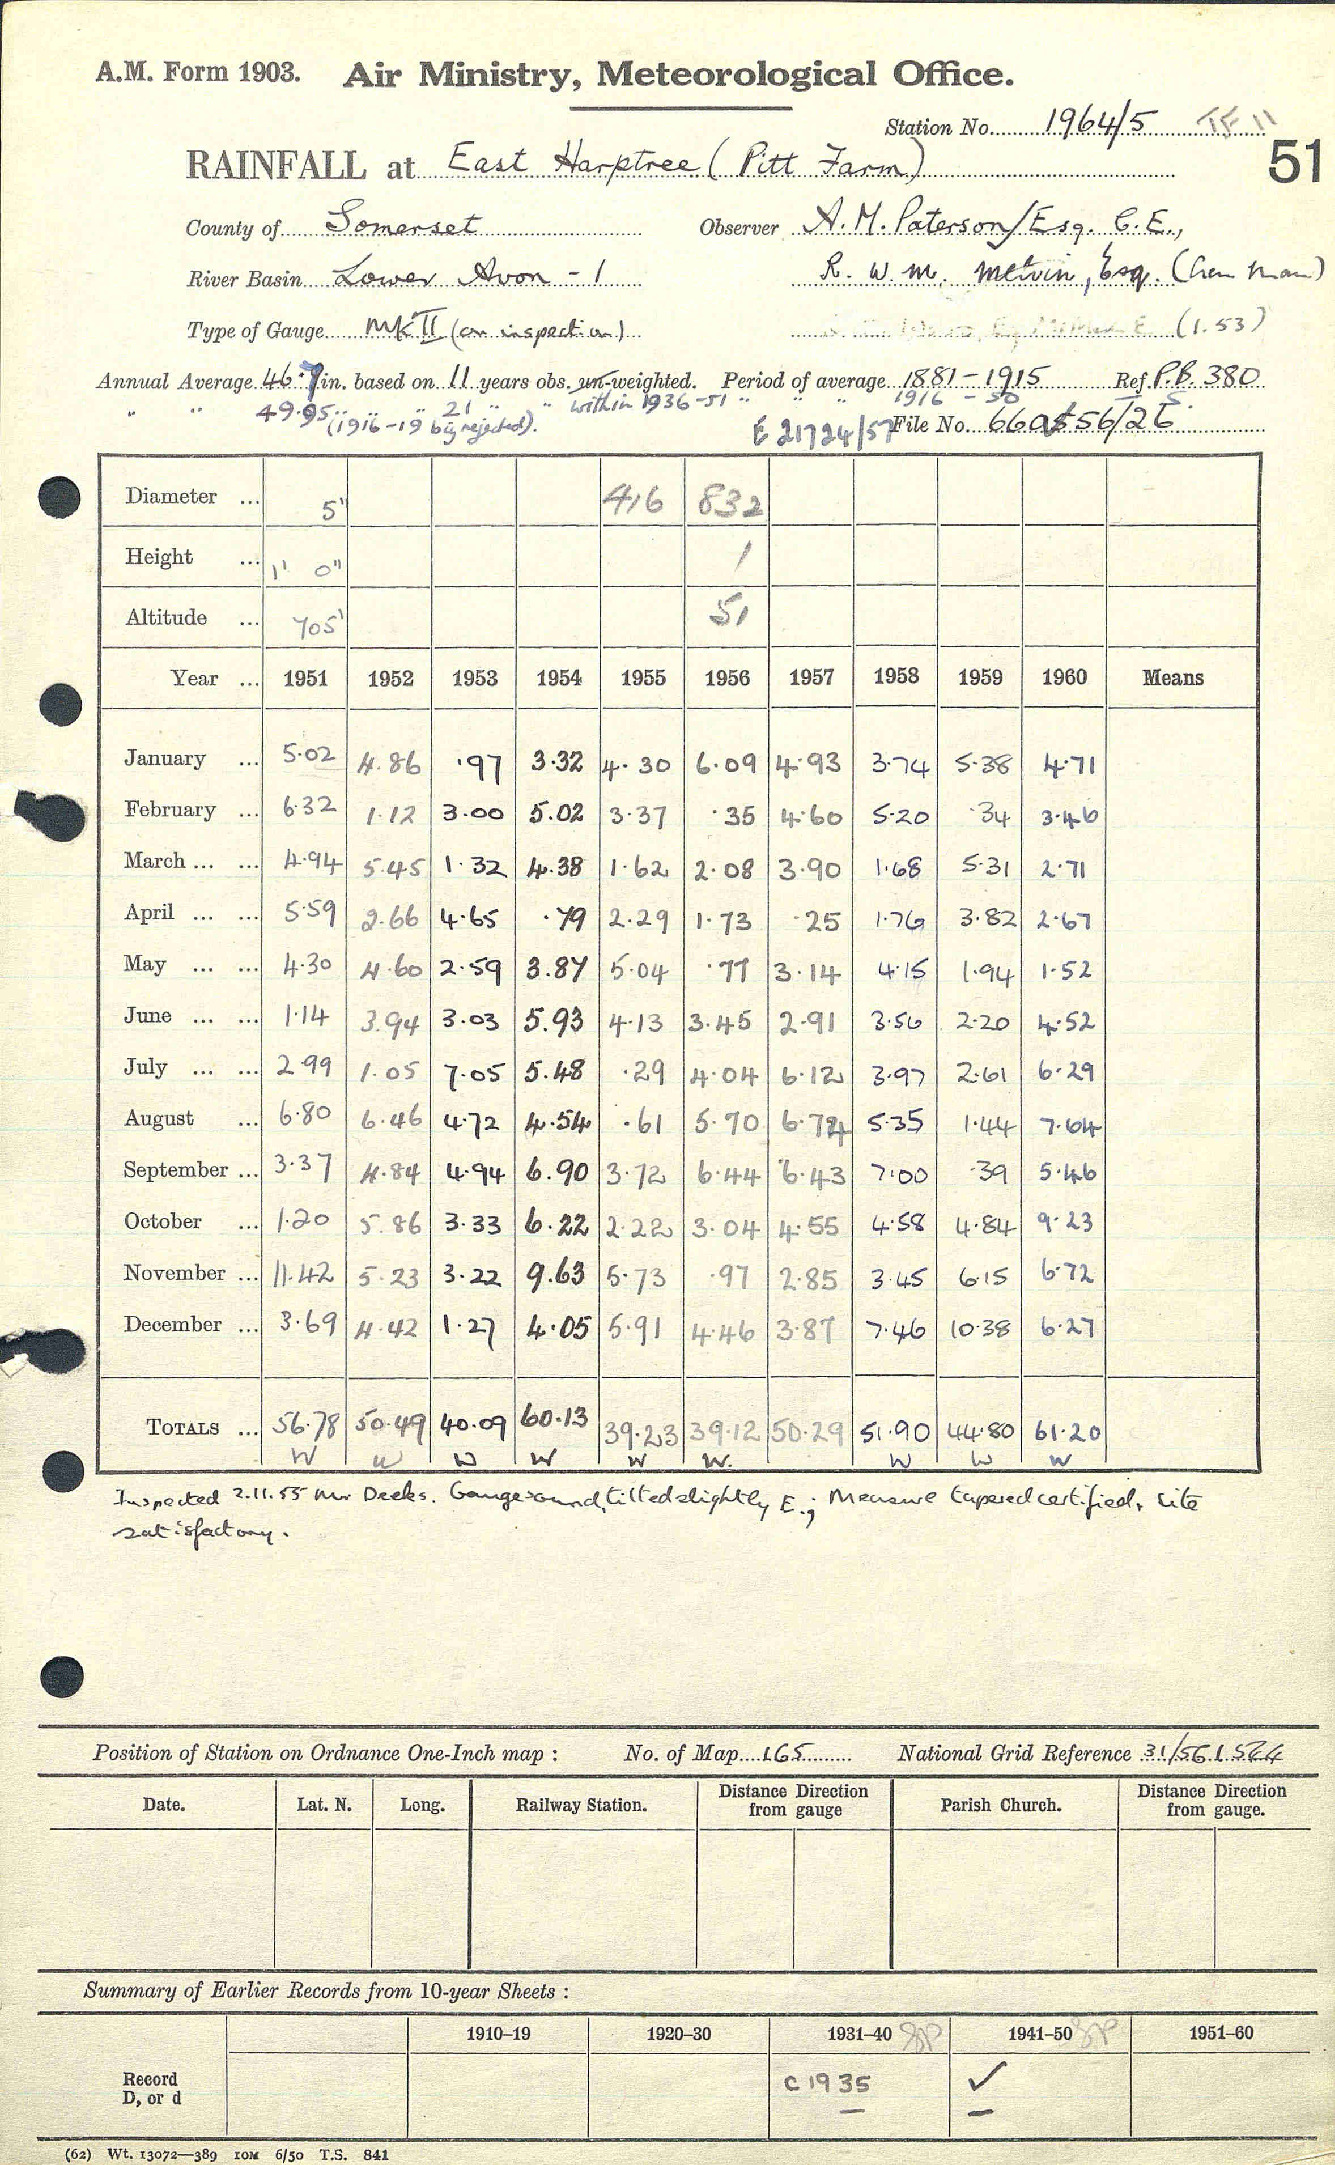 A.M. Form 1903. Air Ministry, Meteorological Office.
Station No. 1964/5 TF 11
RAINFALL at East Harptree (Pitt Farm) 51
County of Somerset Observer A.M. Paterson/Esq. C.E.,
River Basin Lower Avon - 1 R. W. M. Melvin, Esq.
Type of Gauge MK II (on inspection) (1.53)
Annual Average 46.7 in. based on 11 years obs. un-weighted. Period of average 1881-1915 Ref P.B. 380
" " 49.95 " " 21 " " within 1936-51 " " " 1916 - 50
(1916-19 being rejected). E 21724/57 File No.
Diameter ... 5" 416 832
Height ... 1' 0" 1
Altitude ... 705' 51
Year ... 1951 1952 1953 1954 1955 1956 1957 1958 1959 1960 Means
January ... 5.02 4.86 .97 3.32 4.30 6.09 4.93 3.74 5.38 4.71
February ... 6.32 1.12 3.00 5.02 3.37 .35 4.60 5.20 .34 3.46
March ... ... 4.94 5.45 1.32 4.38 1.62 2.08 3.90 1.68 5.31 2.71
April ... ... 5.59 2.66 4.65 .79 2.29 1.73 .25 1.76 3.82 2.67
May ... ... 4.30 4.60 2.59 3.87 5.04 .77 3.14 4.15 1.94 1.52
June ... ... 1.14 3.94 3.03 5.93 4.13 3.45 2.91 3.56 2.20 4.52
July ... ... 2.99 1.05 7.05 5.48 .29 4.04 6.12 3.97 2.61 6.29
August ... 6.80 6.46 4.72 4.54 .61 5.70 6.74 5.35 1.44 7.64
September ... 3.37 4.84 4.94 6.90 3.72 6.44 6.43 7.00 .39 5.46
October ... 1.20 5.86 3.33 6.22 2.22 3.04 4.55 4.58 4.84 9.23
November ... 11.42 5.23 3.22 9.63 5.73 .97 2.85 3.45 6.15 6.72
December ... 3.69 4.42 1.27 4.05 5.91 4.46 3.87 7.46 10.38 6.27
TOTALS ... 56.78 50.49 40.09 60.13 39.23 39.12 50.29 51.90 44.80 61.20
W W W W W W. W W W
Inspected 2.11.55 Mr Deeks. Gauge sound, tilted slightly E.; Measure tapered certified, site
satisfactory.
Position of Station on Ordnance One-Inch map : No. of Map 165 National Grid Reference 31/561544
Date. Lat. N. Long. Railway Station. Distance Direction from gauge Parish Church. Distance Direction from gauge.
Summary of Earlier Records from 10-year Sheets :
1910–19 1920–30 1931–40 1941–50 1951–60
Record C 1935 ✓
D, or d — —
(62) Wt. 13072—389 10M 6/50 T.S. 841